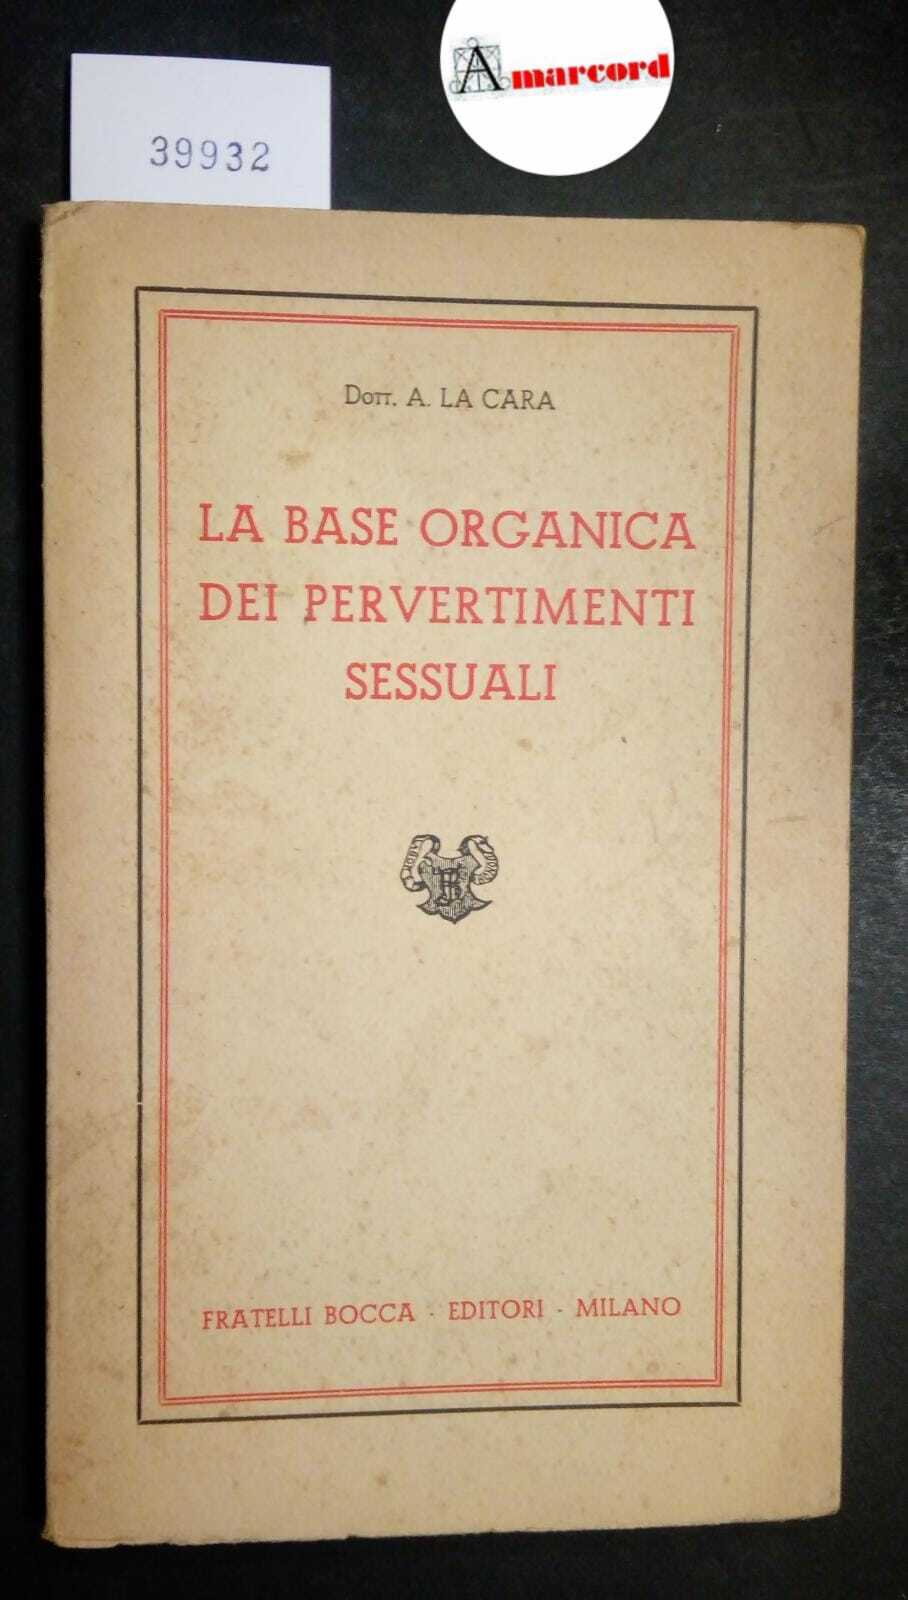 Amarcord
39932
Dott. A. LA CARA
LA BASE ORGANICA
DEI PERVERTIMENTI
SESSUALI
FRATELLI BOCCA - EDITORI - MILANO